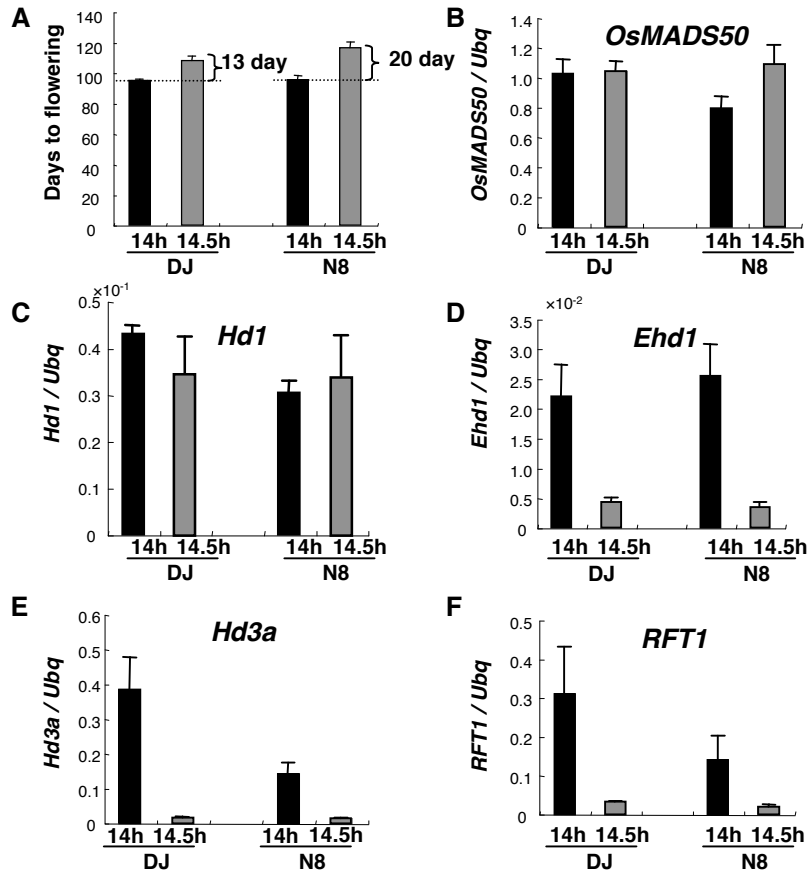 A
Days to flowering
140
120
100
80
60
40
20
0
13 day
20 day
14h 14.5h 14h 14.5h
DJ N8
B
OsMADS50
OsMADS50 / Ubq
1.4
1.2
1.0
0.8
0.6
0.4
0.2
0
14h 14.5h 14h 14.5h
DJ N8
C
×10-1
Hd1
Hd1 / Ubq
0.5
0.4
0.3
0.2
0.1
0
14h 14.5h 14h 14.5h
DJ N8
D
×10-2
Ehd1
Ehd1 / Ubq
3.5
3.0
2.5
2.0
1.5
1.0
0.5
0
14h 14.5h 14h 14.5h
DJ N8
E
Hd3a
Hd3a / Ubq
0.6
0.5
0.4
0.3
0.2
0.1
0
14h 14.5h 14h 14.5h
DJ N8
F
RFT1
RFT1 / Ubq
0.5
0.4
0.3
0.2
0.1
0
14h 14.5h 14h 14.5h
DJ N8